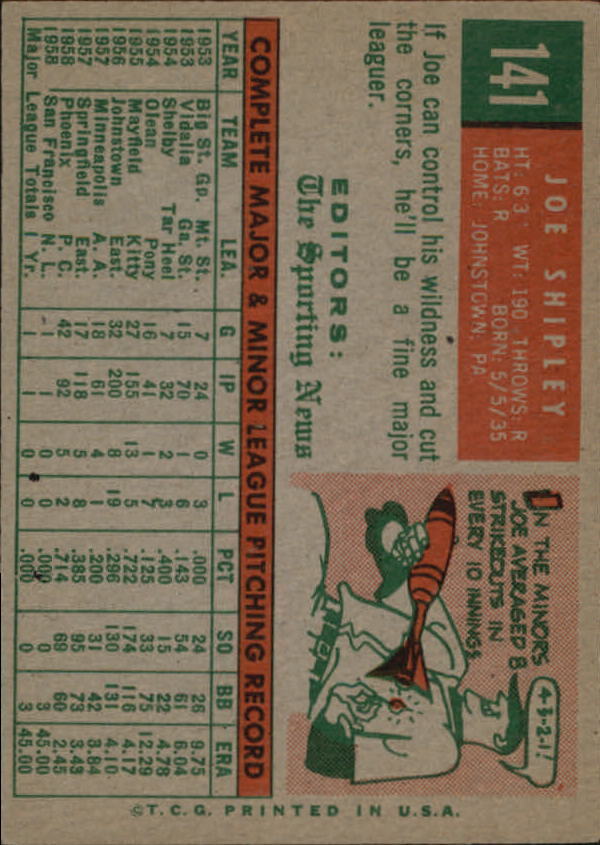 141
JOE SHIPLEY
HT: 6'3" WT: 190 THROWS: R
BATS: R BORN: 5/5/35
HOME: JOHNSTOWN, PA
If Joe can control his wildness and cut
the corners, he'll be a fine major
leaguer.
EDITORS:
The Sporting News
IN THE MINORS
JOE AVERAGED 8
STRIKEOUTS IN
EVERY 10 INNINGS
4-3-2-1!
COMPLETE MAJOR & MINOR LEAGUE PITCHING RECORD
YEAR TEAM LEA. G IP W L PCT SO BB ERA
1953 Big St. Gp. Mt. St. 7 24 0 3 .000 24 26 9.75
1953 Vidalia Ga. St. 15 70 1 6 .143 54 61 6.04
1954 Shelby Tar Heel 7 32 2 3 .400 15 22 4.78
1954 Olean Pony 16 41 1 7 .125 33 75 12.29
1955 Mayfield Kitty 27 155 13 5 .722 174 116 4.17
1956 Johnstown East. 32 200 8 19 .296 130 131 4.10
1957 Minneapolis A. A. 18 61 4 1 .200 31 42 3.84
1957 Springfield East. 17 118 5 8 .385 95 73 3.43
1958 Phoenix P. C. 42 92 5 2 .714 69 60 2.45
1958 San Francisco N. L. 1 1 0 0 .000 0 3 45.00
Major League Totals 1 Yr. 1 1 0 0 .000 0 3 45.00
©T.C.G. PRINTED IN U.S.A.